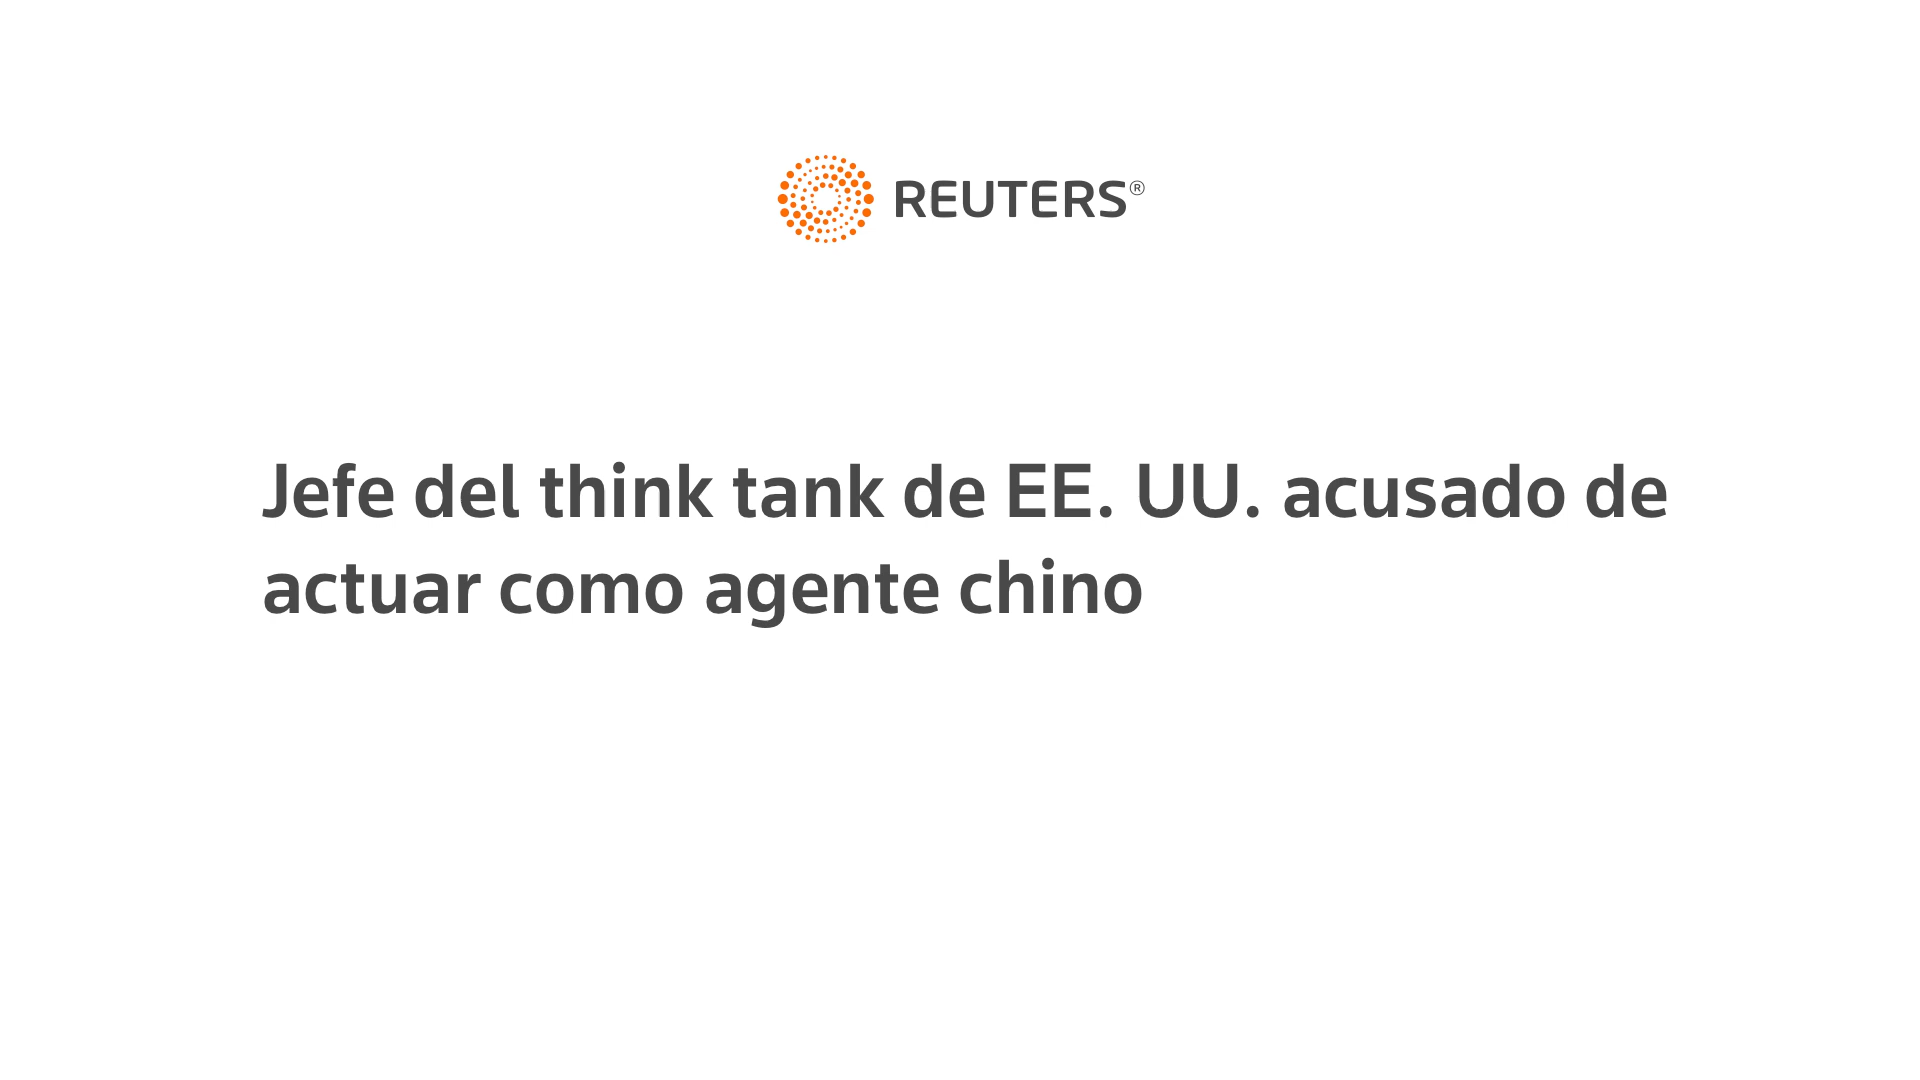 REUTERS®
Jefe del think tank de EE. UU. acusado de
actuar como agente chino